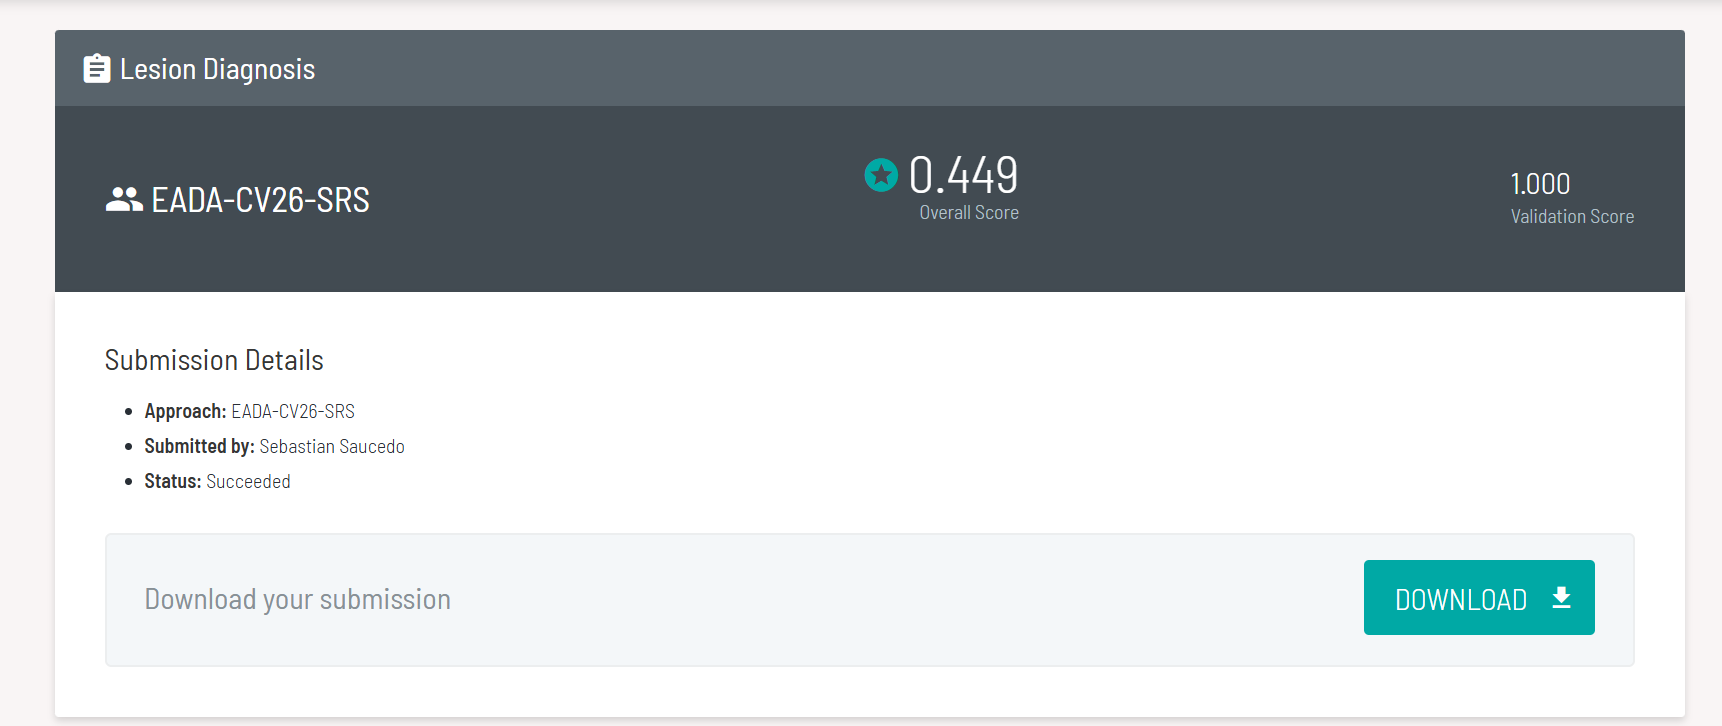 Lesion Diagnosis
EADA-CV26-SRS
0.449
Overall Score
1.000
Validation Score
Submission Details
Approach: EADA-CV26-SRS
Submitted by: Sebastian Saucedo
Status: Succeeded
Download your submission
DOWNLOAD